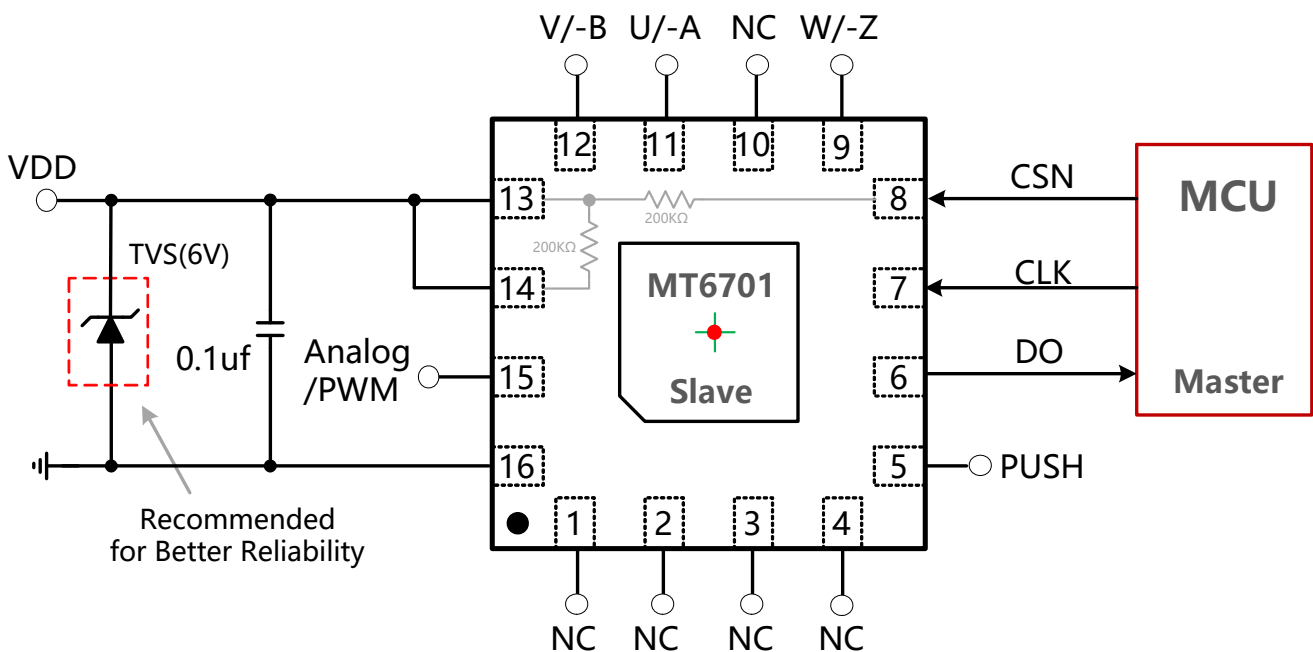 V/-B U/-A NC W/-Z
12 11 10 9
VDD
13
200KΩ
8
CSN
MCU
TVS(6V)
200KΩ
14
MT6701
7
CLK
0.1uf
Analog
/PWM
15
Slave
6
DO
Master
16
5
PUSH
Recommended
for Better Reliability
1 2 3 4
NC NC NC NC